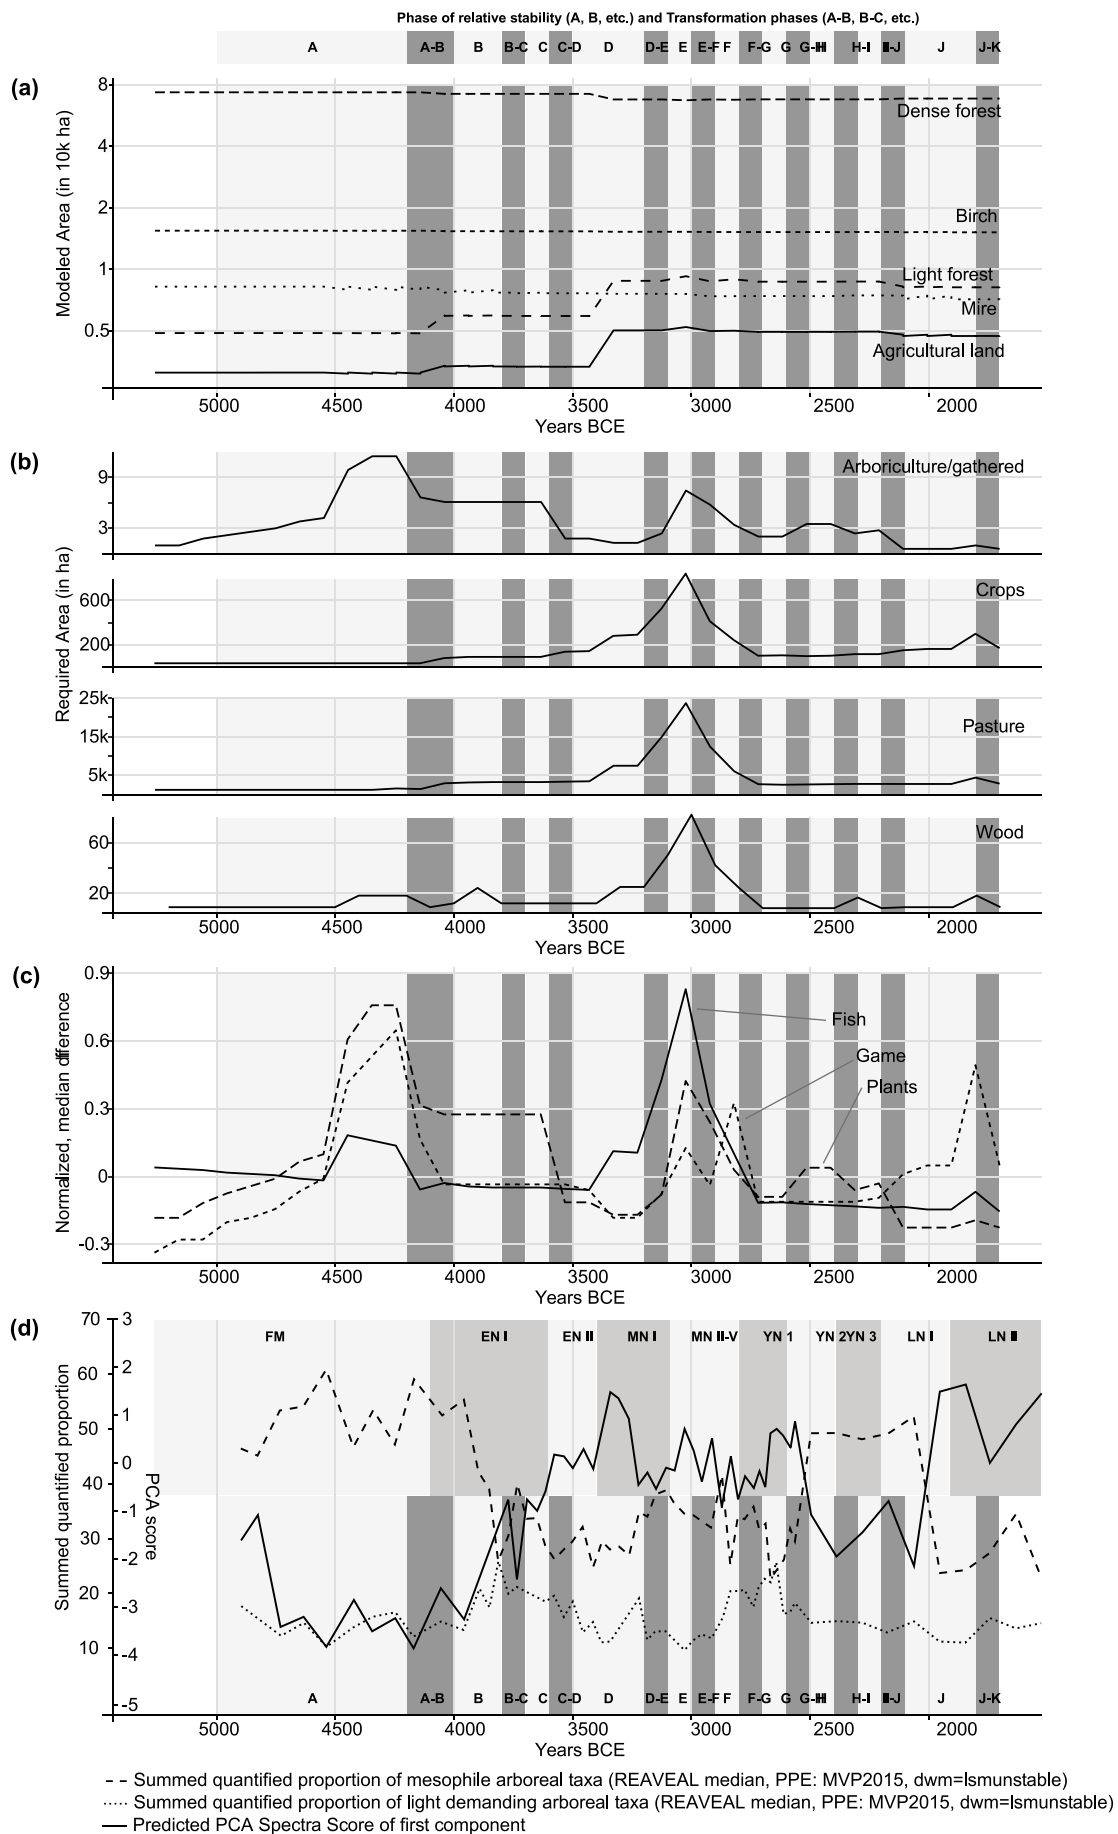 Phase of relative stability (A, B, etc.) and Transformation phases (A-B, B-C, etc.)
A A-B B B-C C C-D D D-E E E-F F F-G G G-H H H-I I I-J J J-K
(a)
Modeled Area (in 10k ha)
8
4
2
1
0.5
Dense forest
Birch
Light forest
Mire
Agricultural land
5000 4500 4000 3500 3000 2500 2000
Years BCE
(b)
Required Area (in ha)
9
3
Arboriculture/gathered
600
200
Crops
25k
15k
5k
Pasture
60
20
Wood
5000 4500 4000 3500 3000 2500 2000
Years BCE
(c)
Normalized, median diference
0.9
0.6
0.3
0
-0.3
Fish
Game
Plants
5000 4500 4000 3500 3000 2500 2000
Years BCE
(d)
Summed quantified proportion
70
60
50
40
30
20
10
PCA score
3
2
1
0
-1
-2
-3
-4
-5
FM EN I EN II MN I MN II-V YN 1 YN 2 YN 3 LN I LN II
A A-B B B-C C C-D D D-E E E-F F F-G G G-H H H-I I I-J J J-K
5000 4500 4000 3500 3000 2500 2000
Years BCE
Summed quantified proportion of mesophile arboreal taxa (REAVEAL median, PPE: MVP2015, dwm=lsmunstable)
Summed quantified proportion of light demanding arboreal taxa (REAVEAL median, PPE: MVP2015, dwm=lsmunstable)
Predicted PCA Spectra Score of first component